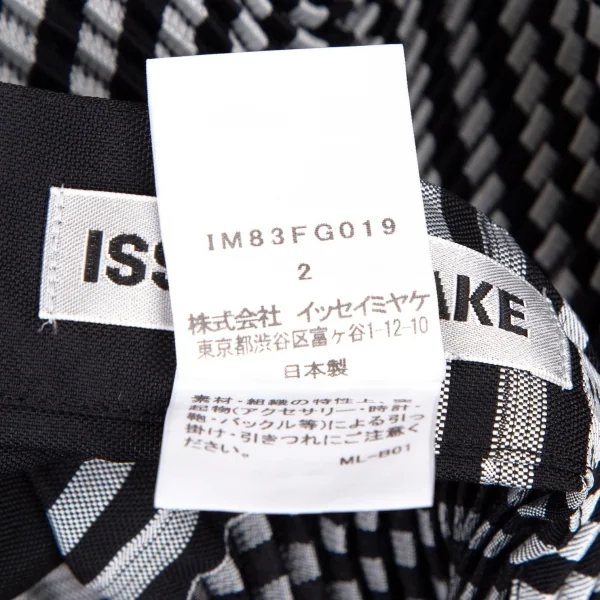 ISS
AKE
IM83FG019
2
株式会社 イッセイミヤケ
東京都渋谷区富ヶ谷1-12-10
日本製
素材・組織の特性上、突
起物(アクセサリー・時計・
鞄・バックル等)による引っ
掛け・引きつれにご注意く
ださい。
ML-B01